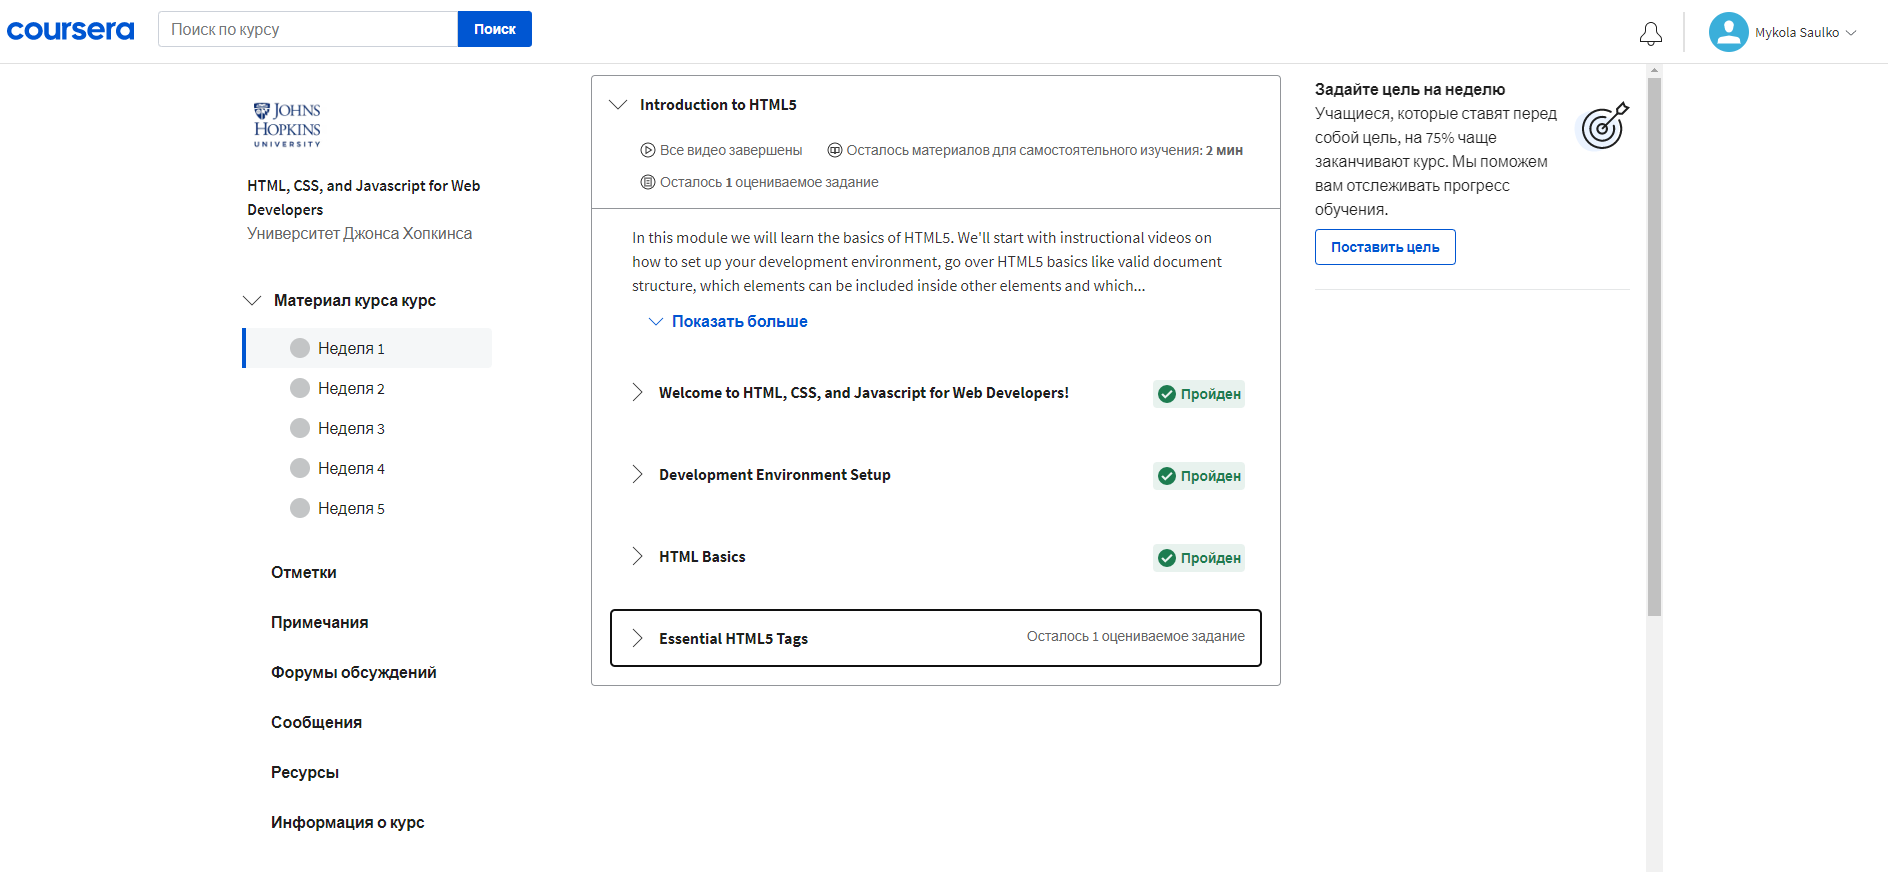 coursera
Поиск по курсу
Поиск
Mykola Saulko
JOHNS
HOPKINS
UNIVERSITY
HTML, CSS, and Javascript for Web
Developers
Университет Джонса Хопкинса
Материал курса курс
Неделя 1
Неделя 2
Неделя 3
Неделя 4
Неделя 5
Отметки
Примечания
Форумы обсуждений
Сообщения
Ресурсы
Информация о курс
Introduction to HTML5
Все видео завершены
Осталось материалов для самостоятельного изучения: 2 мин
Осталось 1 оцениваемое задание
In this module we will learn the basics of HTML5. We'll start with instructional videos on
how to set up your development environment, go over HTML5 basics like valid document
structure, which elements can be included inside other elements and which...
Показать больше
Welcome to HTML, CSS, and Javascript for Web Developers!
Пройден
Development Environment Setup
Пройден
HTML Basics
Пройден
Essential HTML5 Tags
Осталось 1 оцениваемое задание
Задайте цель на неделю
Учащиеся, которые ставят перед
собой цель, на 75% чаще
заканчивают курс. Мы поможем
вам отслеживать прогресс
обучения.
Поставить цель